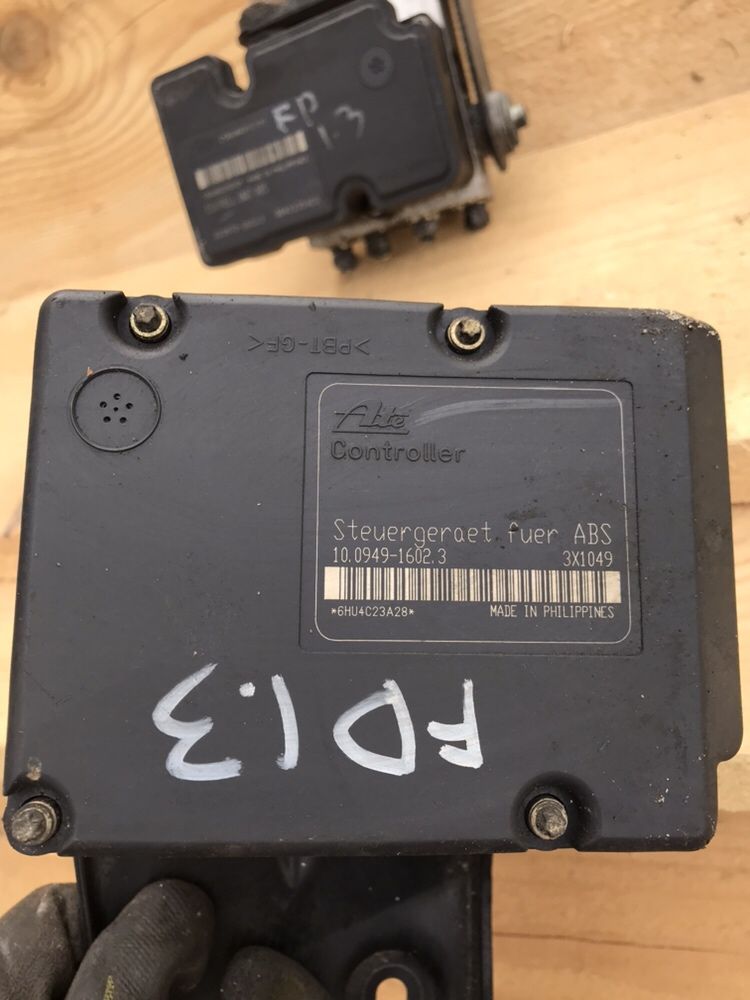 FD
1.3
>PBT-GF<
Ate
Controller
Steuergeraet fuer ABS
10.0949-1602.3 3X1049
*6HU4C23A28* MADE IN PHILIPPINES
FD 1.3